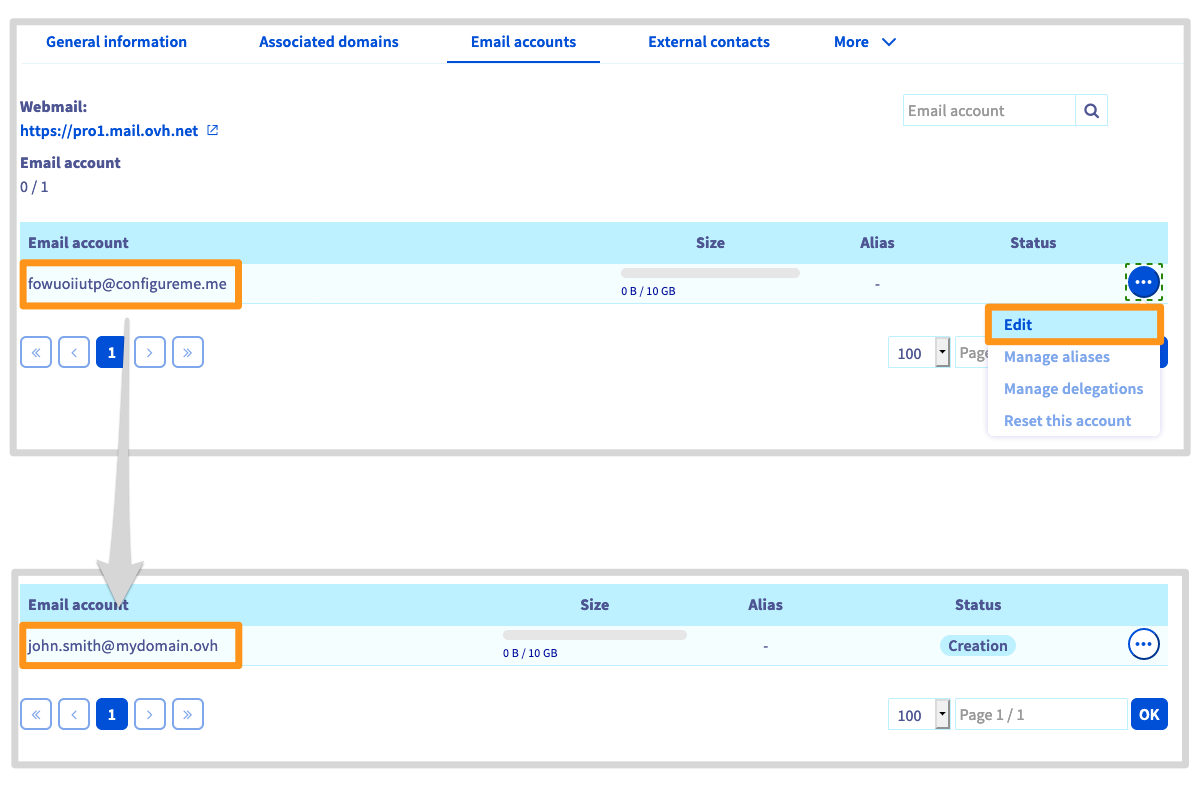 General information Associated domains Email accounts External contacts More
Webmail:
https://pro1.mail.ovh.net
Email account
Email account
0 / 1
Email account Size Alias Status
fowuoiiutp@configureme.me 0 B / 10 GB -
« ‹ 1 › » 100 Page
Edit
Manage aliases
Manage delegations
Reset this account
Email account Size Alias Status
john.smith@mydomain.ovh 0 B / 10 GB - Creation
« ‹ 1 › » 100 Page 1 / 1 OK